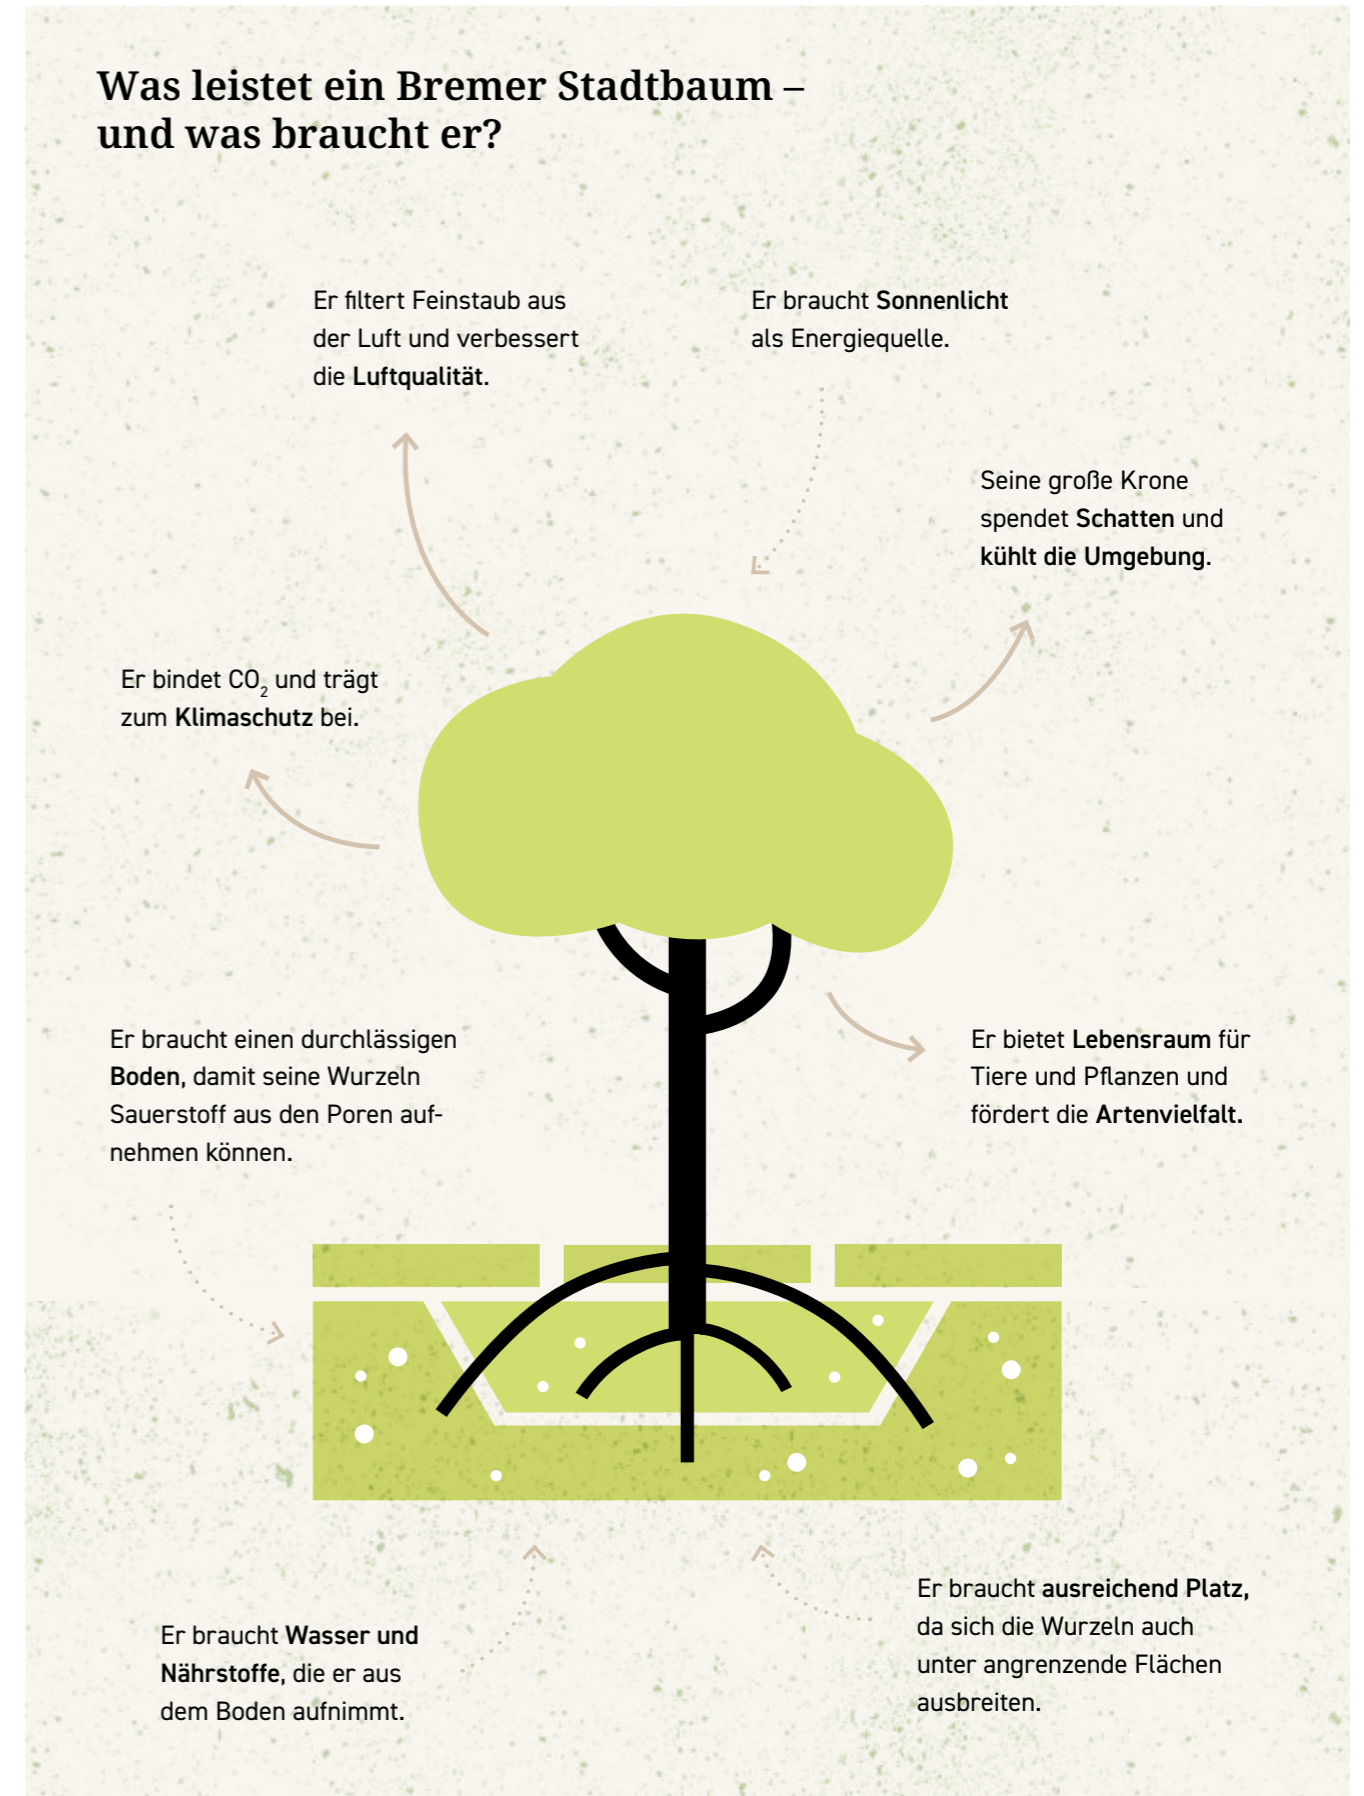 Was leistet ein Bremer Stadtbaum –
und was braucht er?
Er filtert Feinstaub aus
der Luft und verbessert
die Luftqualität.
Er braucht Sonnenlicht
als Energiequelle.
Seine große Krone
spendet Schatten und
kühlt die Umgebung.
Er bindet CO₂ und trägt
zum Klimaschutz bei.
Er braucht einen durchlässigen
Boden, damit seine Wurzeln
Sauerstoff aus den Poren auf-
nehmen können.
Er bietet Lebensraum für
Tiere und Pflanzen und
fördert die Artenvielfalt.
Er braucht Wasser und
Nährstoffe, die er aus
dem Boden aufnimmt.
Er braucht ausreichend Platz,
da sich die Wurzeln auch
unter angrenzende Flächen
ausbreiten.